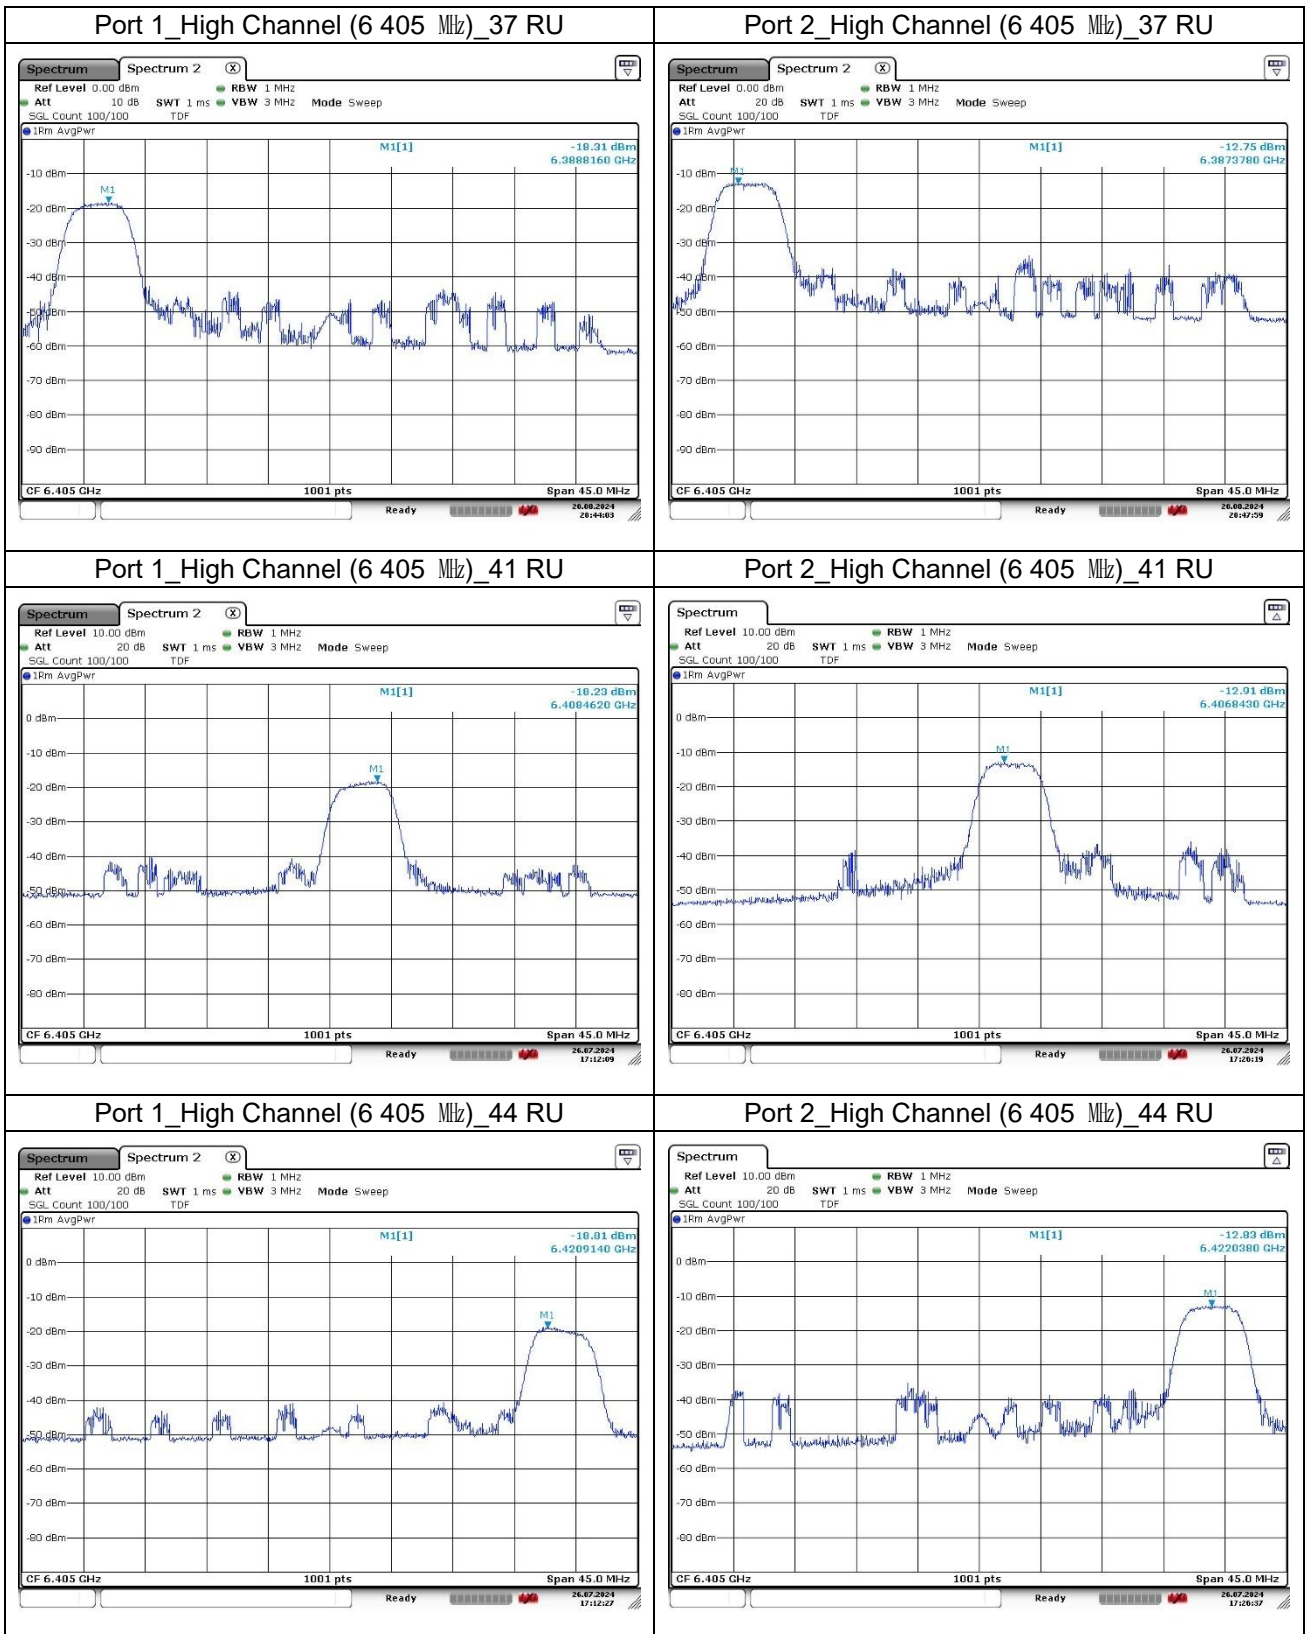 Port 1_High Channel (6 405 ㎒)_37 RU
Port 2_High Channel (6 405 ㎒)_37 RU
Spectrum Spectrum 2 X
Ref Level 0.00 dBm RBW 1 MHz
Att 10 dB SWT 1 ms VBW 3 MHz Mode Sweep
SGL Count 100/100 TDF
1Rm AvgPwr
M1[1] -18.31 dBm
6.3888160 GHz
M1
-10 dBm
-20 dBm
-30 dBm
-40 dBm
-50 dBm
-60 dBm
-70 dBm
-80 dBm
-90 dBm
CF 6.405 GHz 1001 pts Span 45.0 MHz
Ready 20.08.2024
20:44:03
Spectrum Spectrum 2 X
Ref Level 0.00 dBm RBW 1 MHz
Att 20 dB SWT 1 ms VBW 3 MHz Mode Sweep
SGL Count 100/100 TDF
1Rm AvgPwr
M1[1] -12.75 dBm
6.3873780 GHz
M1
-10 dBm
-20 dBm
-30 dBm
-40 dBm
-50 dBm
-60 dBm
-70 dBm
-80 dBm
-90 dBm
CF 6.405 GHz 1001 pts Span 45.0 MHz
Ready 20.08.2024
20:47:59
Port 1_High Channel (6 405 ㎒)_41 RU
Port 2_High Channel (6 405 ㎒)_41 RU
Spectrum Spectrum 2 X
Ref Level 10.00 dBm RBW 1 MHz
Att 20 dB SWT 1 ms VBW 3 MHz Mode Sweep
SGL Count 100/100 TDF
1Rm AvgPwr
M1[1] -18.23 dBm
6.4084620 GHz
0 dBm
-10 dBm
M1
-20 dBm
-30 dBm
-40 dBm
-50 dBm
-60 dBm
-70 dBm
-80 dBm
CF 6.405 GHz 1001 pts Span 45.0 MHz
Ready 26.07.2024
17:12:09
Spectrum
Ref Level 10.00 dBm RBW 1 MHz
Att 20 dB SWT 1 ms VBW 3 MHz Mode Sweep
SGL Count 100/100 TDF
1Rm AvgPwr
M1[1] -12.91 dBm
6.4068430 GHz
0 dBm
-10 dBm
M1
-20 dBm
-30 dBm
-40 dBm
-50 dBm
-60 dBm
-70 dBm
-80 dBm
CF 6.405 GHz 1001 pts Span 45.0 MHz
Ready 26.07.2024
17:26:19
Port 1_High Channel (6 405 ㎒)_44 RU
Port 2_High Channel (6 405 ㎒)_44 RU
Spectrum Spectrum 2 X
Ref Level 10.00 dBm RBW 1 MHz
Att 20 dB SWT 1 ms VBW 3 MHz Mode Sweep
SGL Count 100/100 TDF
1Rm AvgPwr
M1[1] -18.81 dBm
6.4209140 GHz
0 dBm
-10 dBm
M1
-20 dBm
-30 dBm
-40 dBm
-50 dBm
-60 dBm
-70 dBm
-80 dBm
CF 6.405 GHz 1001 pts Span 45.0 MHz
Ready 26.07.2024
17:12:27
Spectrum
Ref Level 10.00 dBm RBW 1 MHz
Att 20 dB SWT 1 ms VBW 3 MHz Mode Sweep
SGL Count 100/100 TDF
1Rm AvgPwr
M1[1] -12.83 dBm
6.4220380 GHz
0 dBm
-10 dBm
M1
-20 dBm
-30 dBm
-40 dBm
-50 dBm
-60 dBm
-70 dBm
-80 dBm
CF 6.405 GHz 1001 pts Span 45.0 MHz
Ready 26.07.2024
17:26:37